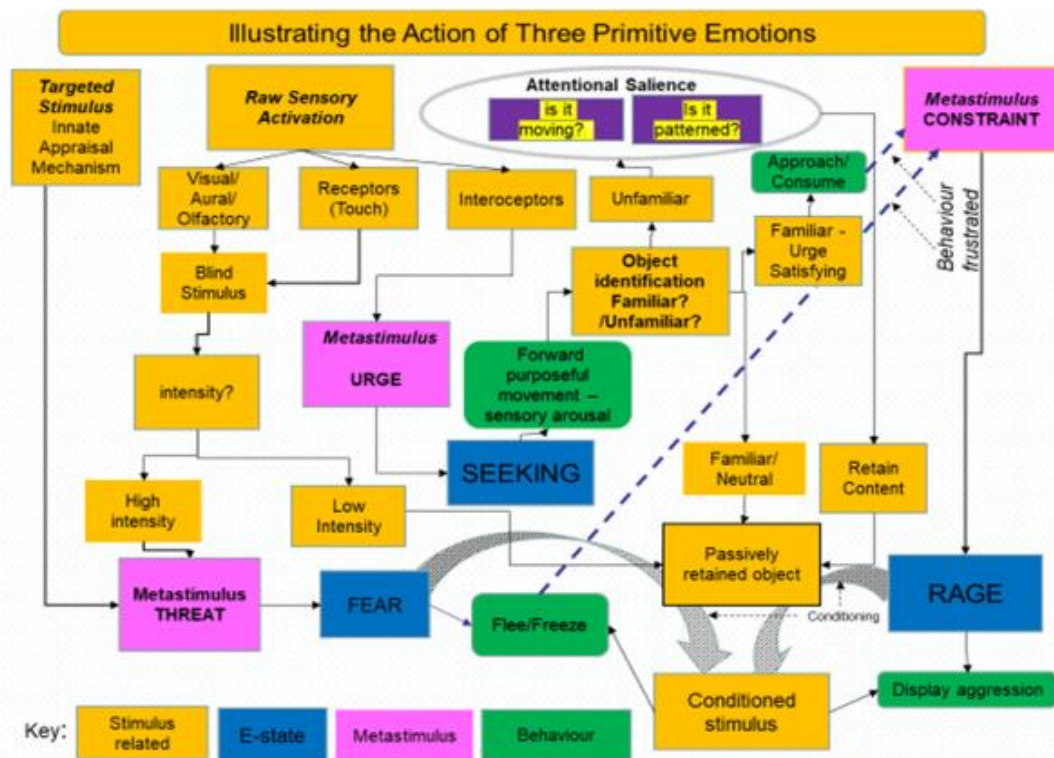 Illustrating the Action of Three Primitive Emotions
Targeted
Stimulus
Innate
Appraisal
Mechanism
Raw Sensory
Activation
Attentional Salience
is it
moving?
Is it
patterned?
Metastimulus
CONSTRAINT
Visual/
Aural/
Olfactory
Receptors
(Touch)
Interoceptors
Unfamiliar
Approach/
Consume
Behaviour
frustrated
Blind
Stimulus
Object
identification
Familiar?
/Unfamiliar?
Familiar -
Urge
Satisfying
Metastimulus
URGE
Forward
purposeful
movement –
sensory arousal
intensity?
SEEKING
Familiar/
Neutral
Retain
Content
High
intensity
Low
Intensity
Passively
retained object
Metastimulus
THREAT
FEAR
Flee/Freeze
Conditioning
RAGE
Conditioned
stimulus
Display aggression
Key:
Stimulus
related
E-state
Metastimulus
Behaviour